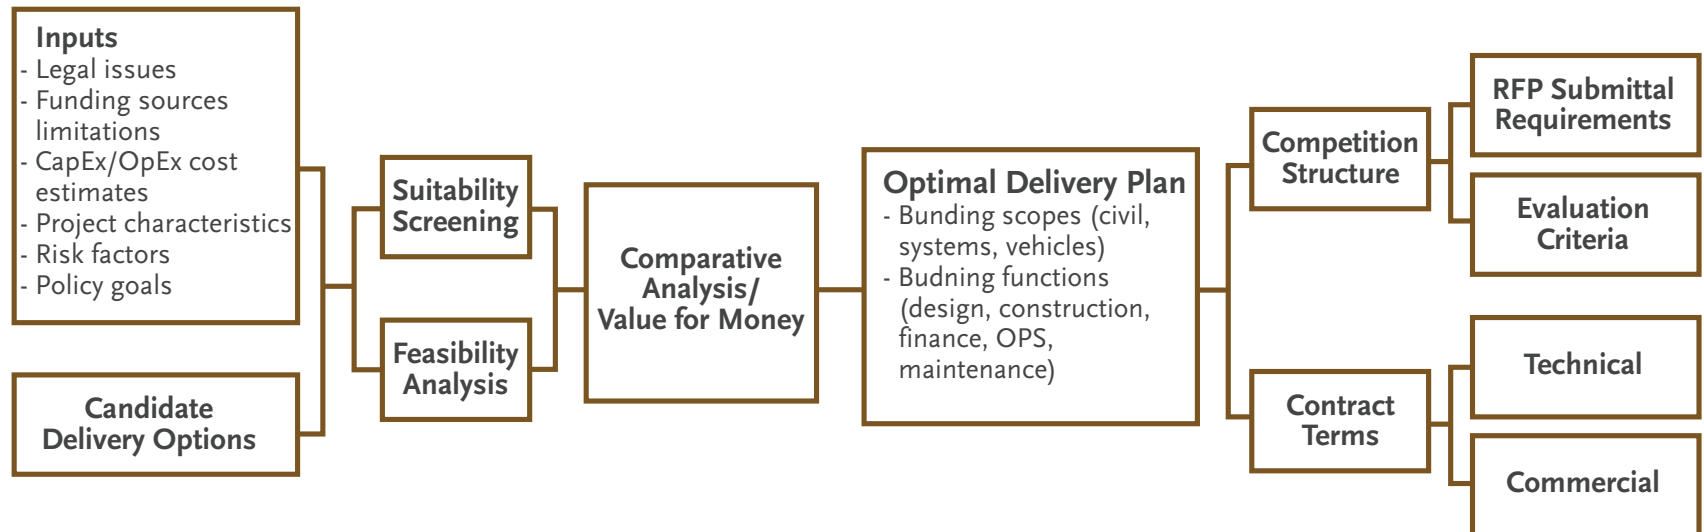 Inputs
- Legal issues
- Funding sources
limitations
- CapEx/OpEx cost
estimates
- Project characteristics
- Risk factors
- Policy goals
Candidate
Delivery Options
Suitability
Screening
Feasibility
Analysis
Comparative
Analysis/
Value for Money
Optimal Delivery Plan
- Bunding scopes (civil,
systems, vehicles)
- Budning functions
(design, construction,
finance, OPS,
maintenance)
Competition
Structure
Contract
Terms
RFP Submittal
Requirements
Evaluation
Criteria
Technical
Commercial